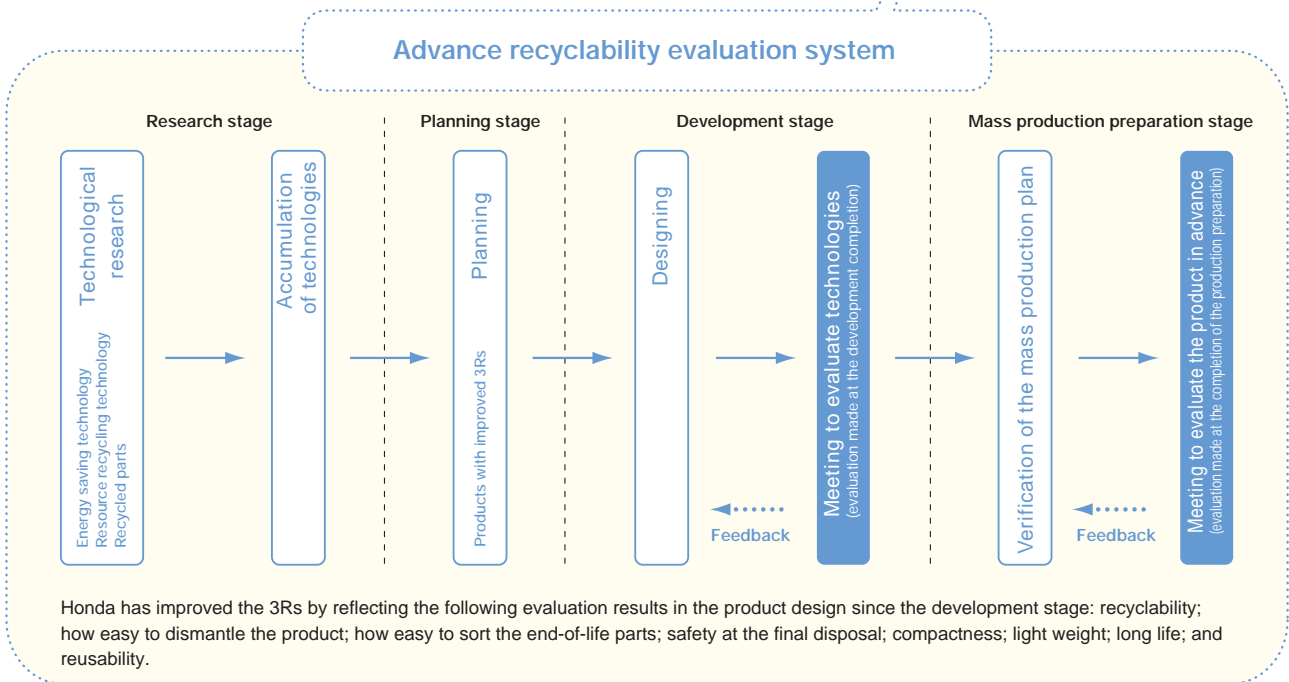 Advance recyclability evaluation system
Research stage
Planning stage
Development stage
Mass production preparation stage
Technological
research
Energy saving technology
Resource recycling technology
Recycled parts
Accumulation
of technologies
Planning
Products with improved 3Rs
Designing
Feedback
Meeting to evaluate technologies
(evaluation made at the development completion)
Verification of the mass production plan
Feedback
Meeting to evaluate the product in advance
(evaluation made at the completion of the production preparation)
Honda has improved the 3Rs by reflecting the following evaluation results in the product design since the development stage: recyclability;
how easy to dismantle the product; how easy to sort the end-of-life parts; safety at the final disposal; compactness; light weight; long life; and
reusability.